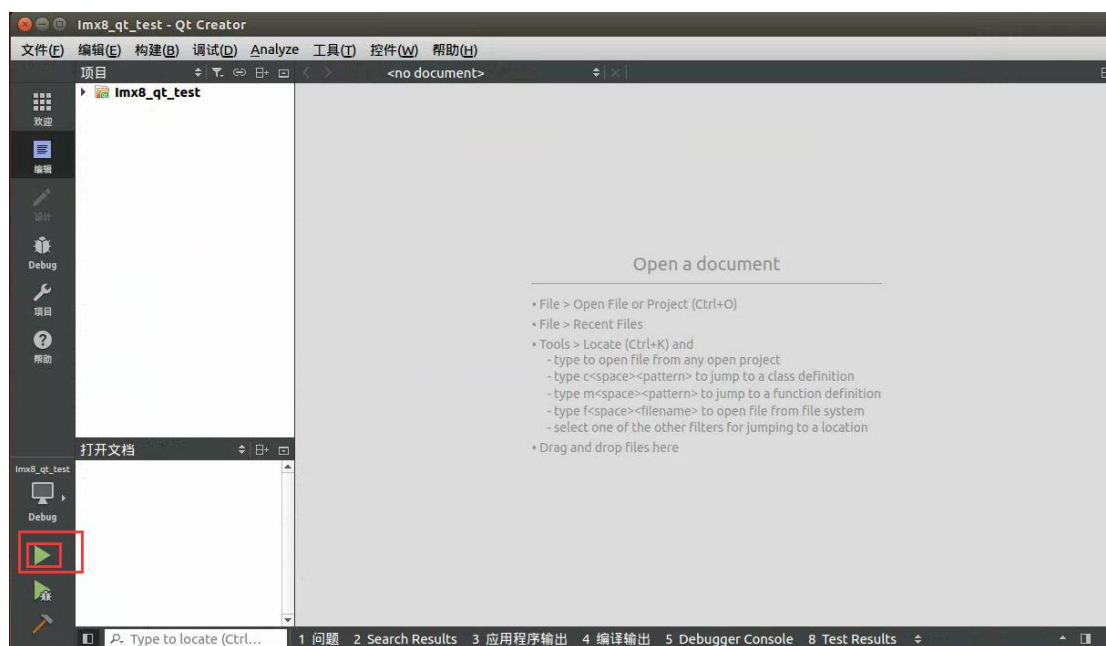 Imx8_qt_test - Qt Creator
文件(F) 编辑(E) 构建(B) 调试(D) Analyze 工具(T) 控件(W) 帮助(H)
项目
<no document>
Imx8_qt_test
欢迎
编辑
设计
Debug
项目
帮助
Open a document
• File > Open File or Project (Ctrl+O)
• File > Recent Files
• Tools > Locate (Ctrl+K) and
- type to open file from any open project
- type c<space><pattern> to jump to a class definition
- type m<space><pattern> to jump to a function definition
- type f<space><filename> to open file from file system
- select one of the other filters for jumping to a location
• Drag and drop files here
打开文档
Imx8_qt_test
Debug
Type to locate (Ctrl...
1 问题 2 Search Results 3 应用程序输出 4 编译输出 5 Debugger Console 8 Test Results